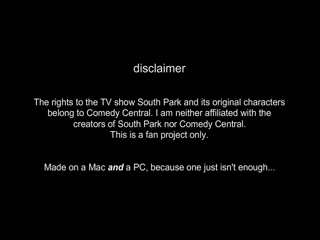 disclaimer
The rights to the TV show South Park and its original characters
belong to Comedy Central. I am neither affiliated with the
creators of South Park nor Comedy Central.
This is a fan project only.
Made on a Mac and a PC, because one just isn't enough...